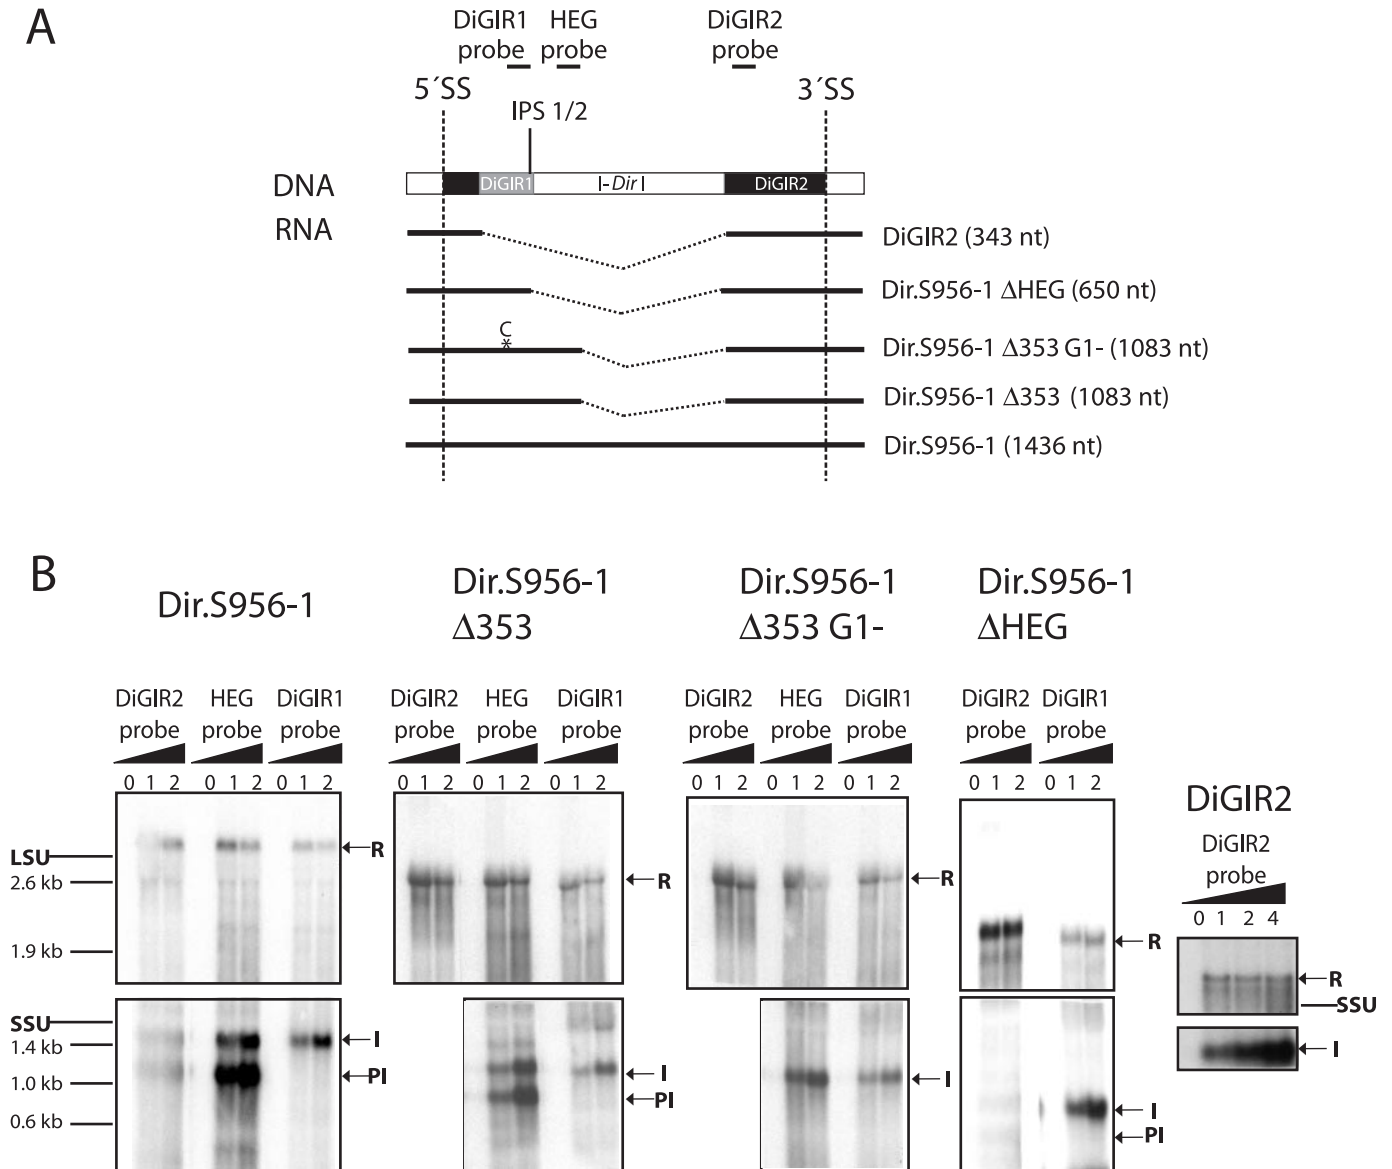 A
DiGIR1 probe
HEG probe
DiGIR2 probe
5´SS
3´SS
IPS 1/2
DNA
DiGIR1
I-Dir I
DiGIR2
RNA
DiGIR2 (343 nt)
Dir.S956-1 ΔHEG (650 nt)
C
*
Dir.S956-1 Δ353 G1- (1083 nt)
Dir.S956-1 Δ353 (1083 nt)
Dir.S956-1 (1436 nt)
B
Dir.S956-1
Dir.S956-1 Δ353
Dir.S956-1 Δ353 G1-
Dir.S956-1 ΔHEG
DiGIR2 probe
HEG probe
DiGIR1 probe
0 1 2 0 1 2 0 1 2
DiGIR2 probe
HEG probe
DiGIR1 probe
0 1 2 0 1 2 0 1 2
DiGIR2 probe
HEG probe
DiGIR1 probe
0 1 2 0 1 2 0 1 2
DiGIR2 probe
DiGIR1 probe
0 1 2 0 1 2
DiGIR2
DiGIR2 probe
0 1 2 4
LSU
2.6 kb
1.9 kb
R
R
R
R
R
SSU
I
SSU
1.4 kb
1.0 kb
0.6 kb
I
PI
I
PI
I
I
PI